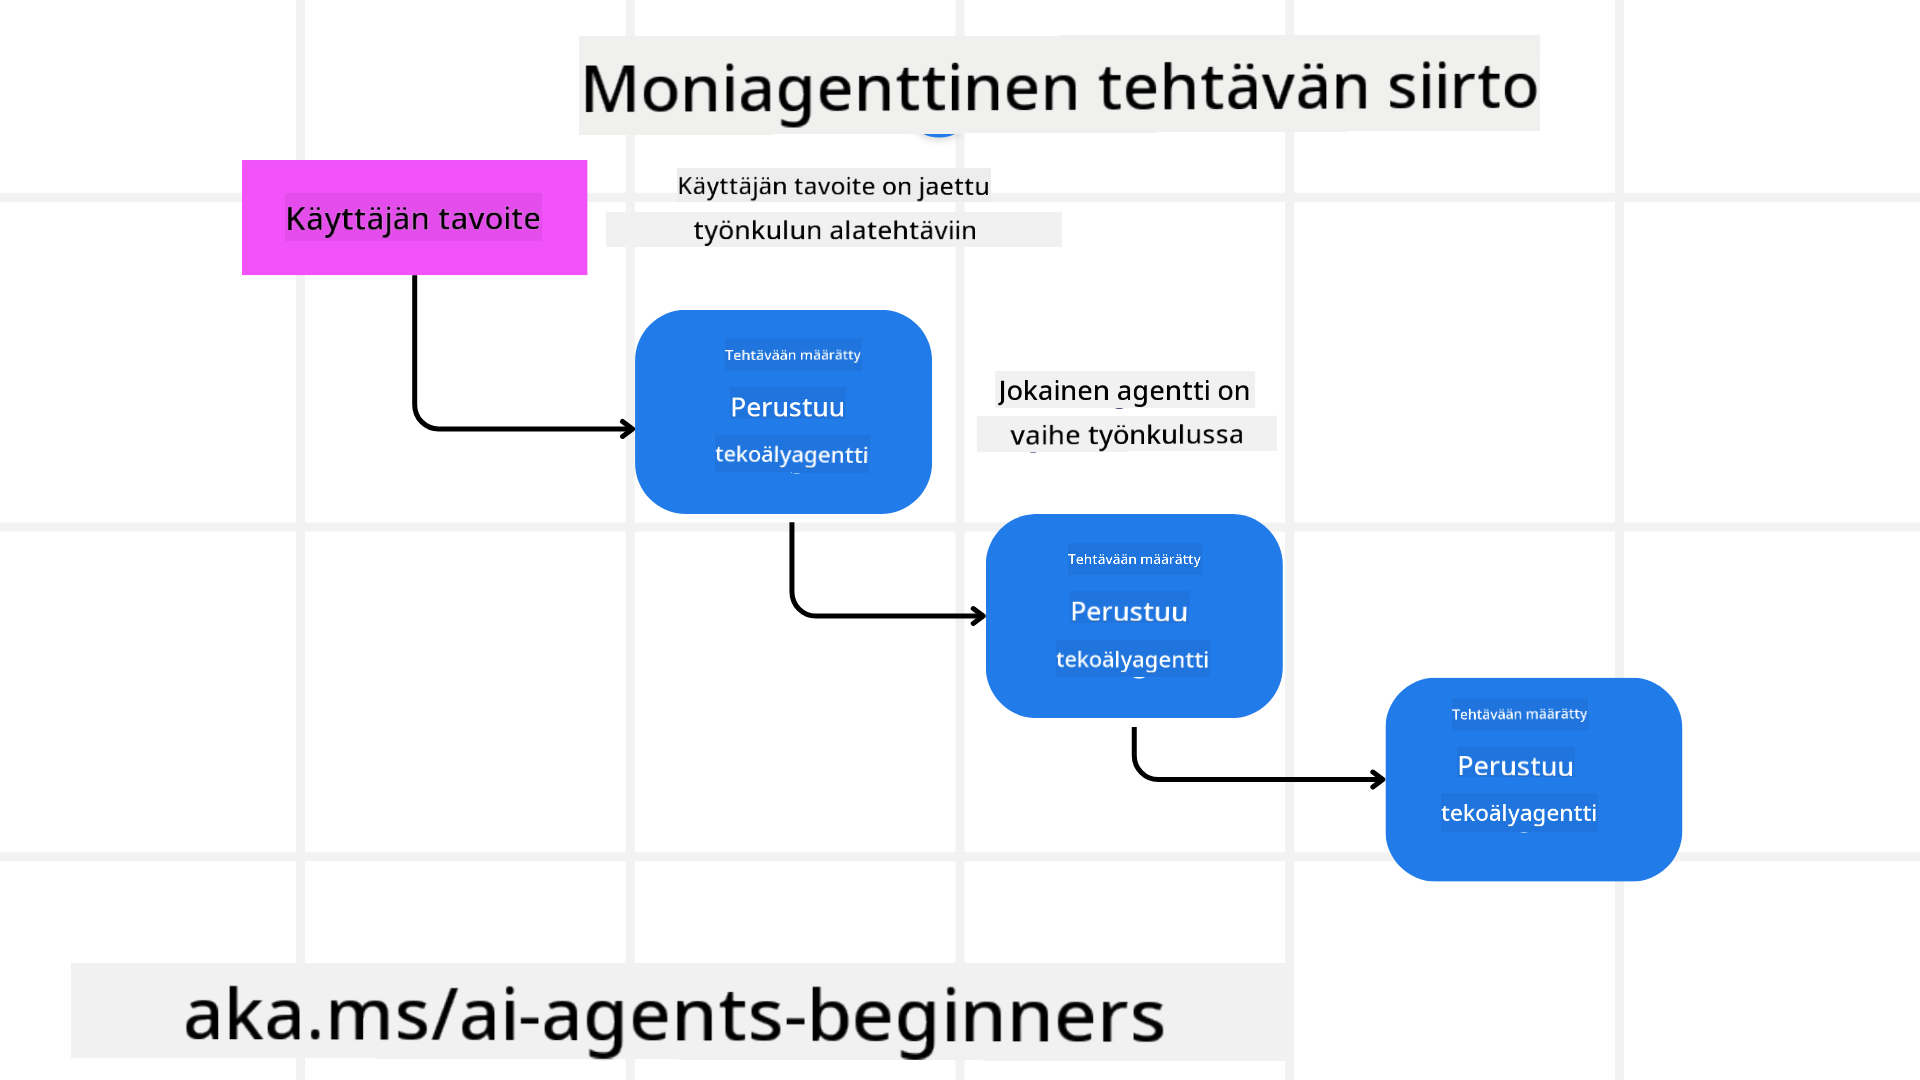 Moniagenttinen tehtävän siirto
Käyttäjän tavoite
Käyttäjän tavoite on jaettu
työnkulun alatehtäviin
Tehtävään määrätty
Perustuu
tekoälyagentti
Jokainen agentti on
vaihe työnkulussa
Tehtävään määrätty
Perustuu
tekoälyagentti
Tehtävään määrätty
Perustuu
tekoälyagentti
aka.ms/ai-agents-beginners